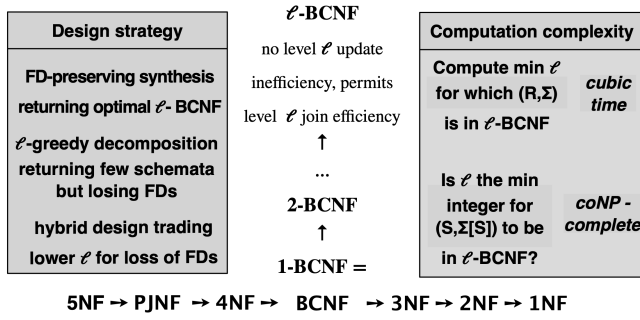 Design strategy
FD-preserving synthesis
returning optimal ℓ- BCNF
ℓ-greedy decomposition
returning few schemata
but losing FDs
hybrid design trading
lower ℓ for loss of FDs
ℓ-BCNF
no level ℓ update
inefficiency, permits
level ℓ join efficiency
↑
...
2-BCNF
↑
1-BCNF =
Computation complexity
Compute min ℓ
for which (R,Σ)
is in ℓ-BCNF
cubic
time
Is ℓ the min
integer for
(S,Σ[S]) to be
in ℓ-BCNF?
coNP -
complete
5NF → PJNF → 4NF → BCNF → 3NF → 2NF → 1NF